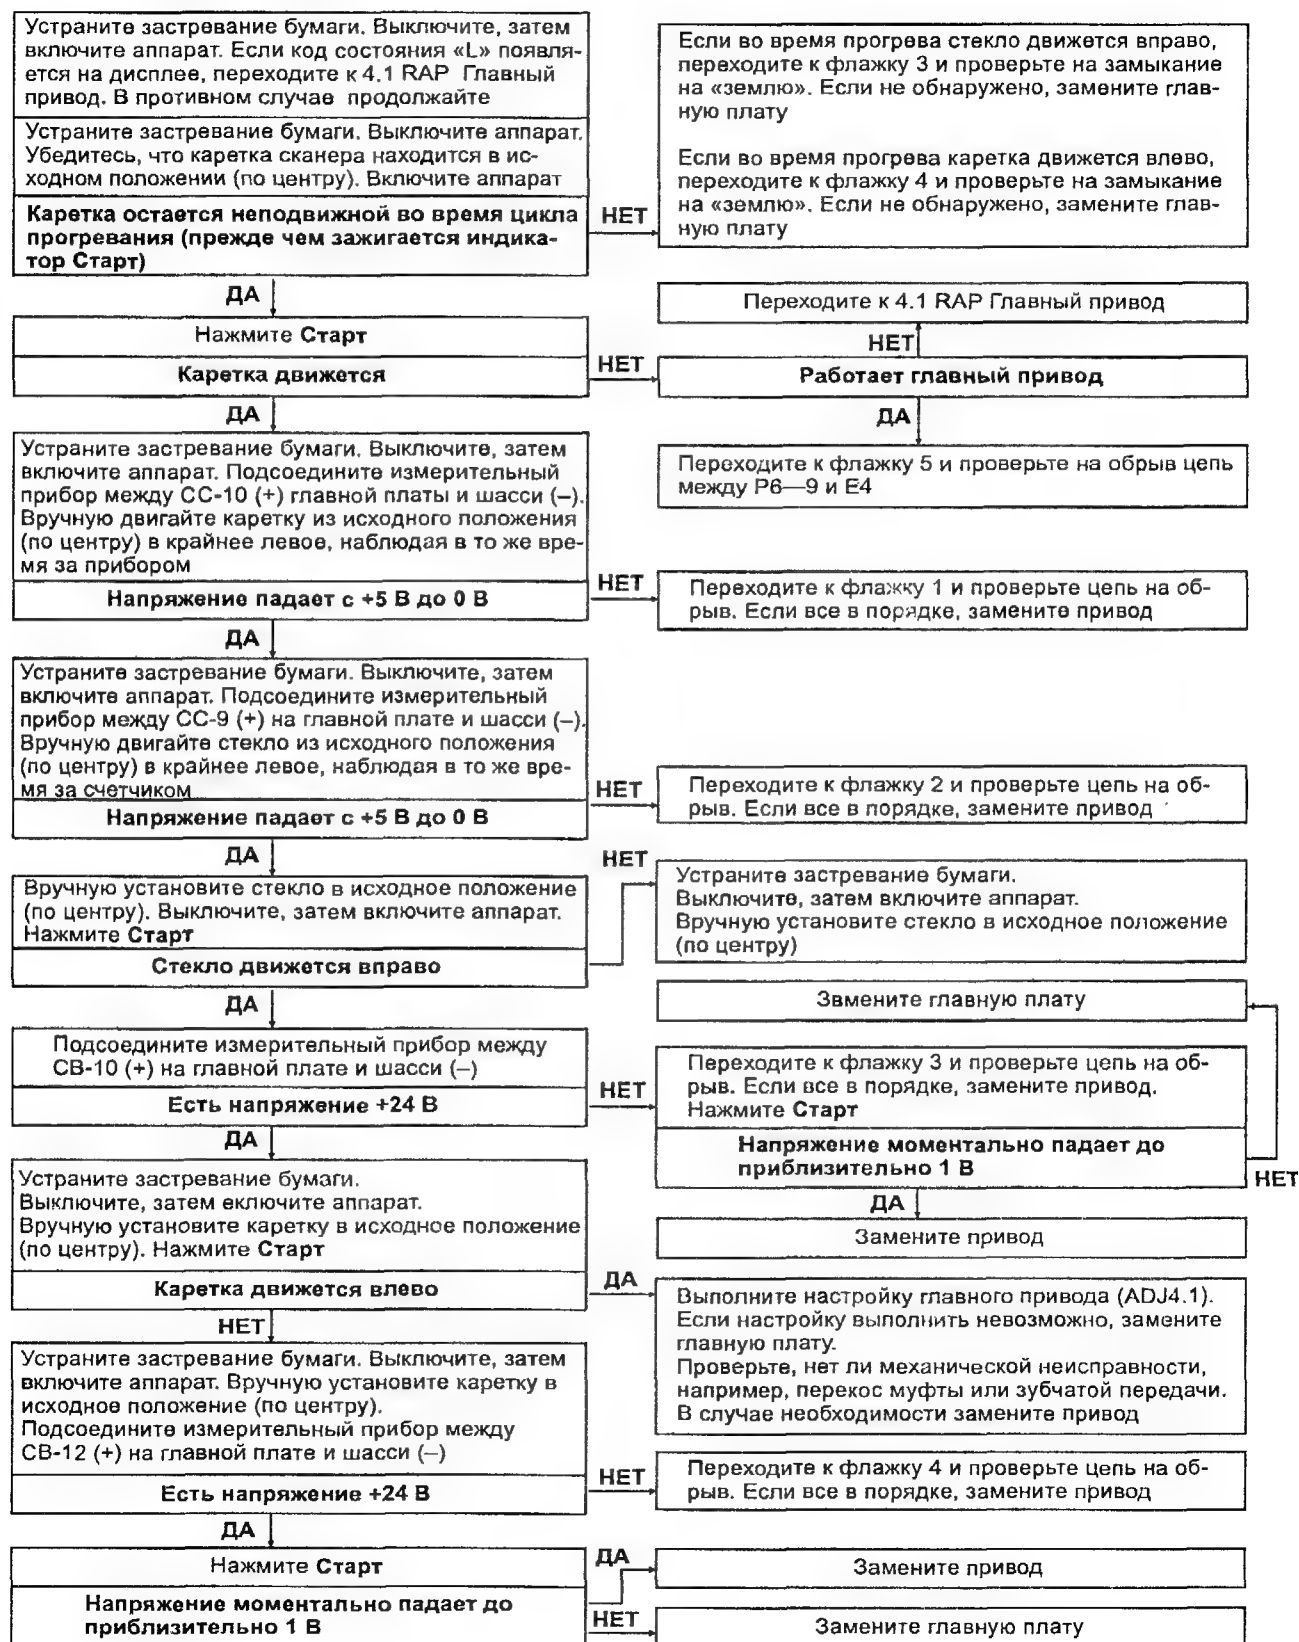 Устраните застревание бумаги. Выключите, затем
включите аппарат. Если код состояния «L» появля-
ется на дисплее, переходите к 4.1 RAP Главный
привод. В противном случае продолжайте
Устраните застревание бумаги. Выключите аппарат.
Убедитесь, что каретка сканера находится в ис-
ходном положении (по центру). Включите аппарат
Каретка остается неподвижной во время цикла
прогревания (прежде чем зажигается индика-
тор Старт)
НЕТ
Если во время прогрева стекло движется вправо,
переходите к флажку 3 и проверьте на замыкание
на «землю». Если не обнаружено, замените глав-
ную плату
Если во время прогрева каретка движется влево,
переходите к флажку 4 и проверьте на замыкание
на «землю». Если не обнаружено, замените глав-
ную плату
ДА
Нажмите Старт
Каретка движется
НЕТ
Переходите к 4.1 RAP Главный привод
НЕТ
Работает главный привод
ДА
Переходите к флажку 5 и проверьте на обрыв цепь
между P6—9 и E4
ДА
Устраните застревание бумаги. Выключите, затем
включите аппарат. Подсоедините измерительный
прибор между СС-10 (+) главной платы и шасси (–).
Вручную двигайте каретку из исходного положения
(по центру) в крайнее левое, наблюдая в то же вре-
мя за прибором
Напряжение падает с +5 В до 0 В
НЕТ
Переходите к флажку 1 и проверьте цепь на об-
рыв. Если все в порядке, замените привод
ДА
Устраните застревание бумаги. Выключите, затем
включите аппарат. Подсоедините измерительный
прибор между СС-9 (+) на главной плате и шасси (–).
Вручную двигайте стекло из исходного положения
(по центру) в крайнее левое, наблюдая в то же вре-
мя за счетчиком
Напряжение падает с +5 В до 0 В
НЕТ
Переходите к флажку 2 и проверьте цепь на об-
рыв. Если все в порядке, замените привод
ДА
Вручную установите стекло в исходное положение
(по центру). Выключите, затем включите аппарат.
Нажмите Старт
Стекло движется вправо
НЕТ
Устраните застревание бумаги.
Выключите, затем включите аппарат.
Вручную установите стекло в исходное положение
(по центру)
ДА
Подсоедините измерительный прибор между
СВ-10 (+) на главной плате и шасси (–)
Есть напряжение +24 В
НЕТ
Звмените главную плату
Переходите к флажку 3 и проверьте цепь на об-
рыв. Если все в порядке, замените привод.
Нажмите Старт
Напряжение моментально падает до
приблизительно 1 В
НЕТ
ДА
Замените привод
ДА
Устраните застревание бумаги.
Выключите, затем еключите аппарат.
Вручную установите каретку в исходное положение
(по центру). Нажмите Старт
Каретка движется влево
ДА
Выполните настройку главного привода (ADJ4.1).
Если настройку выполнить невозможно, замените
главную плату.
Проверьте, нет ли механической неисправности,
например, перекос муфты или зубчатой передачи.
В случае необходимости замените привод
НЕТ
Устраните застревание бумаги. Выключите, затем
включите аппарат. Вручную установите каретку в
исходное положение (по центру).
Подсоедините измерительный прибор между
СВ-12 (+) на главной плате и шасси (–)
Есть напряжение +24 В
НЕТ
Переходите к флажку 4 и проверьте цепь на об-
рыв. Если все в порядке, замените привод
ДА
Нажмите Старт
Напряжение моментально падает до
приблизительно 1 В
ДА
Замените привод
НЕТ
Замените главную плату